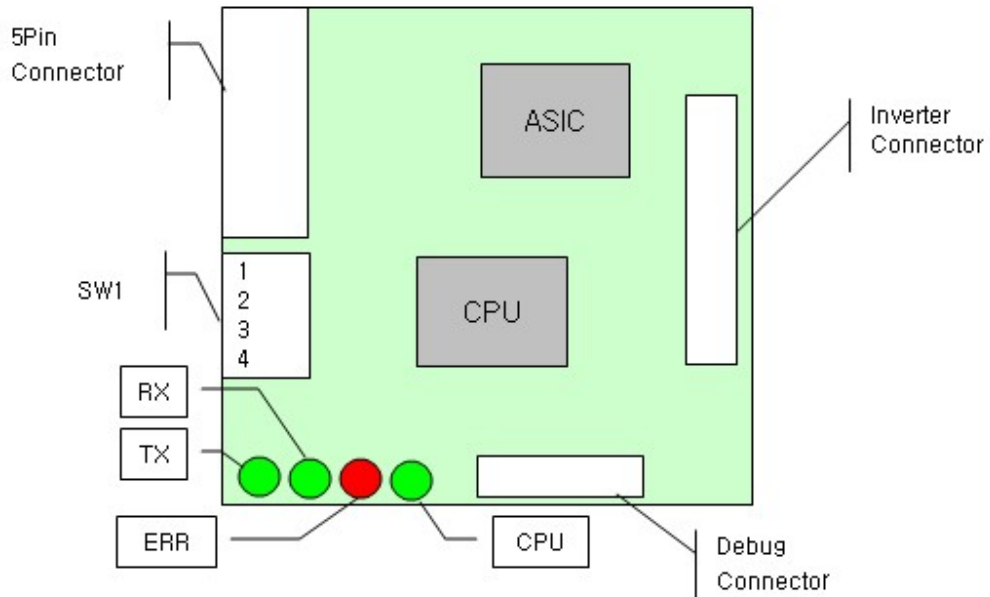 5Pin
Connector
ASIC
Inverter
Connector
SW1
1
2
3
4
CPU
RX
TX
ERR
CPU
Debug
Connector